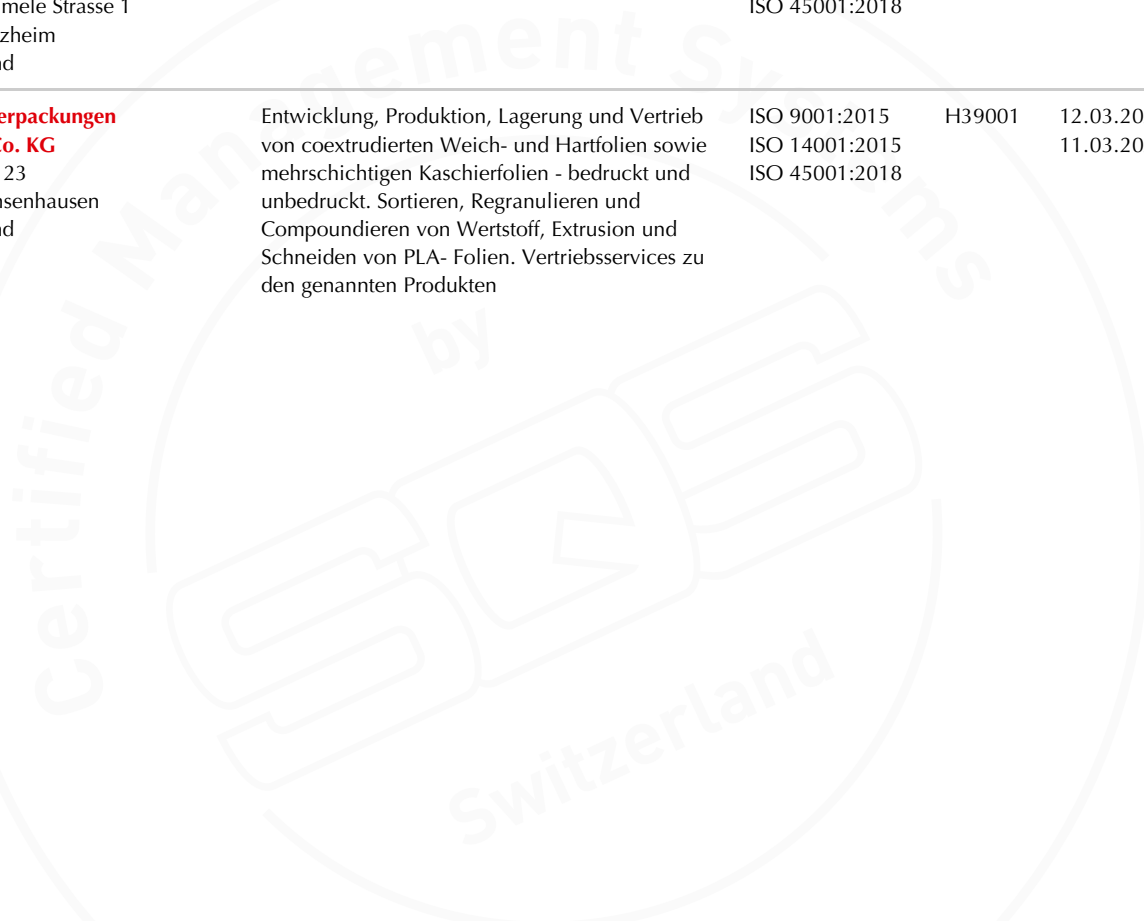 mele Strasse 1
ISO 45001:2018
zheim
nd
erpackungen
Co. KG
123
nsenhausen
nd
Entwicklung, Produktion, Lagerung und Vertrieb
von coextrudierten Weich- und Hartfolien sowie
mehrschichtigen Kaschierfolien - bedruckt und
unbedruckt. Sortieren, Regranulieren und
Compoundieren von Wertstoff, Extrusion und
Schneiden von PLA- Folien. Vertriebsservices zu
den genannten Produkten
ISO 9001:2015
ISO 14001:2015
ISO 45001:2018
H39001
12.03.20
11.03.20
Certified Management Systems
by
SQS
Switzerland